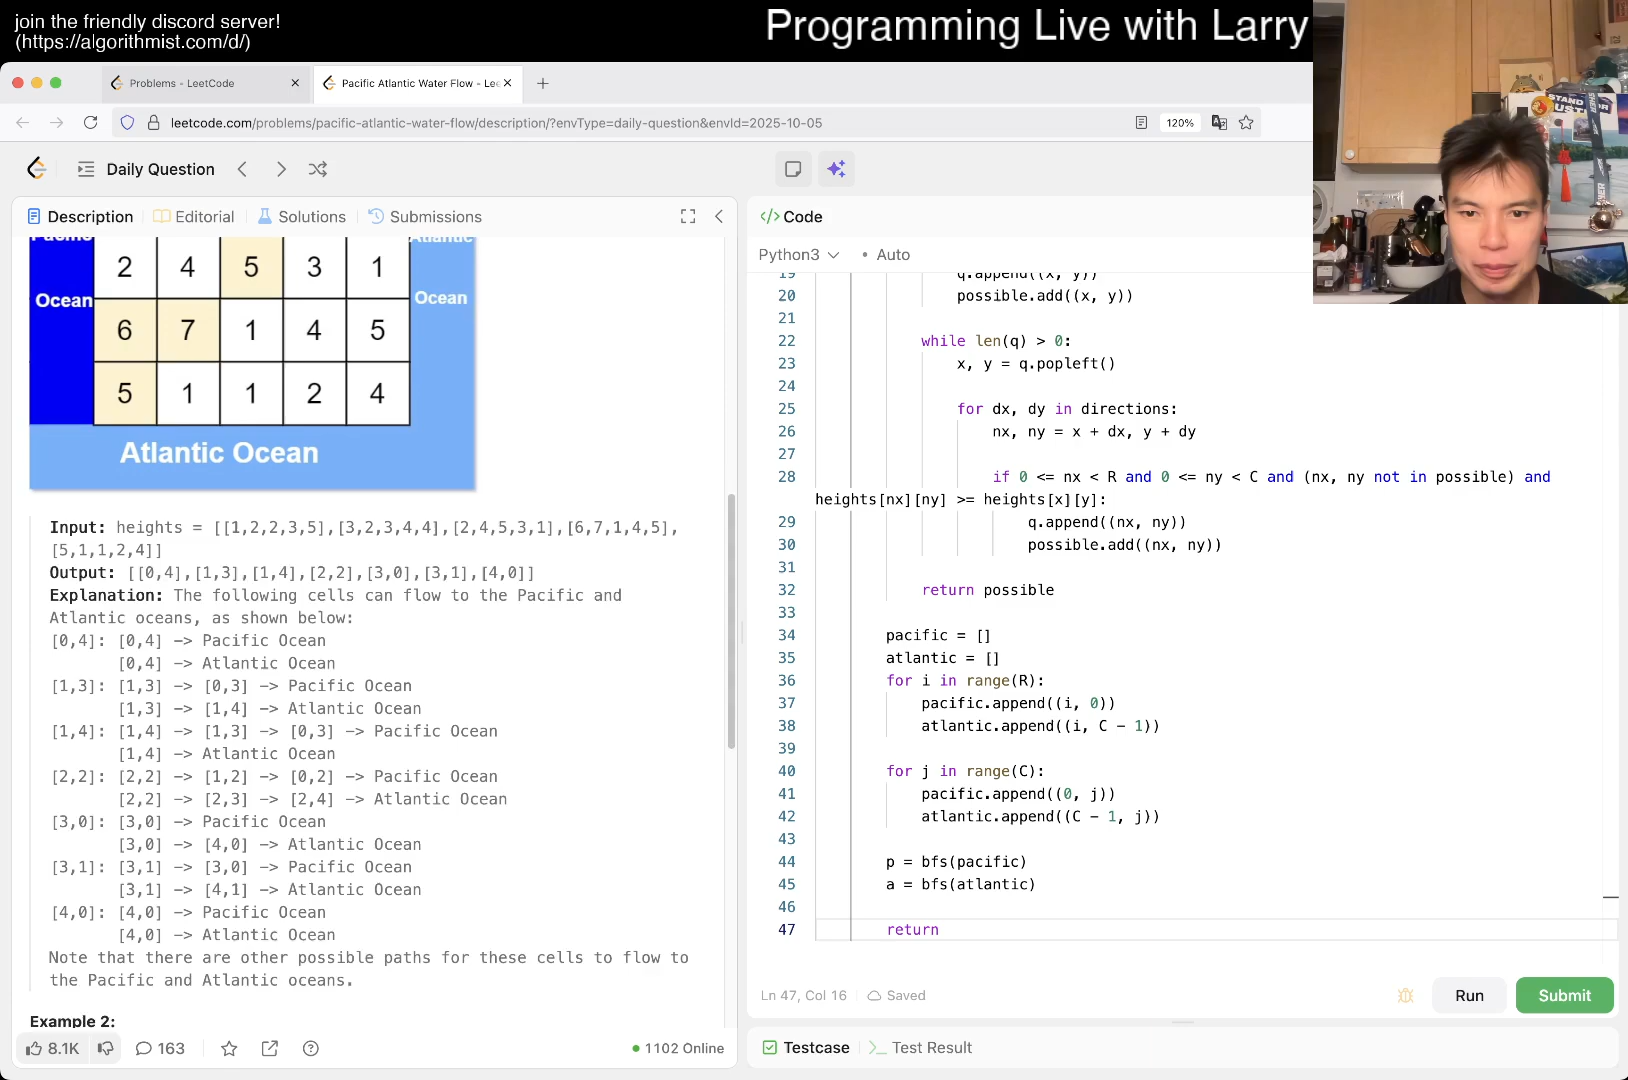 join the friendly discord server!
(https://algorithmist.com/d/)
Programming Live with Larry
Problems - LeetCode
Pacific Atlantic Water Flow - Lee
leetcode.com/problems/pacific-atlantic-water-flow/description/?envType=daily-question&envId=2025-10-05
120%
Daily Question
Description
Editorial
Solutions
Submissions
Pacific
Atlantic
2 4 5 3 1
Ocean
Ocean
6 7 1 4 5
5 1 1 2 4
Atlantic Ocean
Input: heights = [[1,2,2,3,5],[3,2,3,4,4],[2,4,5,3,1],[6,7,1,4,5],
[5,1,1,2,4]]
Output: [[0,4],[1,3],[1,4],[2,2],[3,0],[3,1],[4,0]]
Explanation: The following cells can flow to the Pacific and
Atlantic oceans, as shown below:
[0,4]: [0,4] -> Pacific Ocean
[0,4] -> Atlantic Ocean
[1,3]: [1,3] -> [0,3] -> Pacific Ocean
[1,3] -> [1,4] -> Atlantic Ocean
[1,4]: [1,4] -> [1,3] -> [0,3] -> Pacific Ocean
[1,4] -> Atlantic Ocean
[2,2]: [2,2] -> [1,2] -> [0,2] -> Pacific Ocean
[2,2] -> [2,3] -> [2,4] -> Atlantic Ocean
[3,0]: [3,0] -> Pacific Ocean
[3,0] -> [4,0] -> Atlantic Ocean
[3,1]: [3,1] -> [3,0] -> Pacific Ocean
[3,1] -> [4,1] -> Atlantic Ocean
[4,0]: [4,0] -> Pacific Ocean
[4,0] -> Atlantic Ocean
Note that there are other possible paths for these cells to flow to
the Pacific and Atlantic oceans.
Example 2:
8.1K
163
1102 Online
Code
Python3
Auto
19 q.append((x, y))
20 possible.add((x, y))
21
22 while len(q) > 0:
23 x, y = q.popleft()
24
25 for dx, dy in directions:
26 nx, ny = x + dx, y + dy
27
28 if 0 <= nx < R and 0 <= ny < C and (nx, ny not in possible) and
heights[nx][ny] >= heights[x][y]:
29 q.append((nx, ny))
30 possible.add((nx, ny))
31
32 return possible
33
34 pacific = []
35 atlantic = []
36 for i in range(R):
37 pacific.append((i, 0))
38 atlantic.append((i, C - 1))
39
40 for j in range(C):
41 pacific.append((0, j))
42 atlantic.append((C - 1, j))
43
44 p = bfs(pacific)
45 a = bfs(atlantic)
46
47 return
Ln 47, Col 16
Saved
Run
Submit
Testcase
Test Result